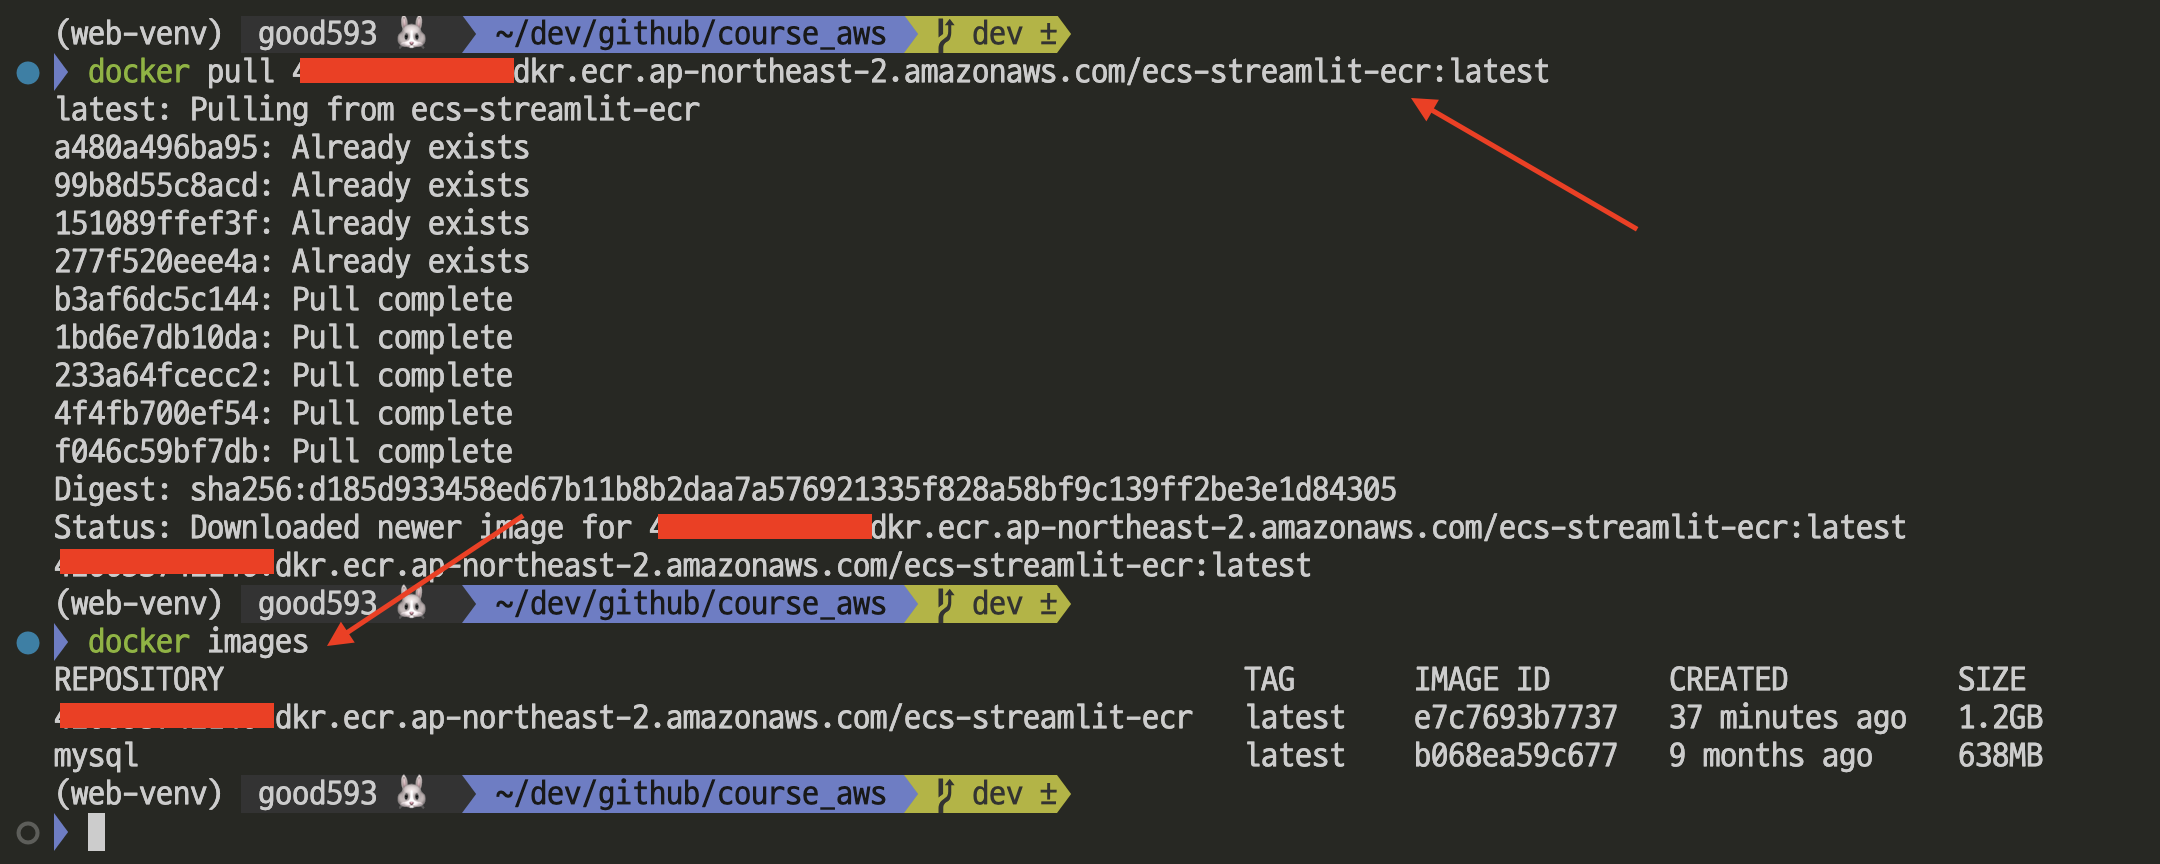 (web-venv) good593 🐰 ~/dev/github/course_aws dev ±
docker pull dkr.ecr.ap-northeast-2.amazonaws.com/ecs-streamlit-ecr:latest
latest: Pulling from ecs-streamlit-ecr
a480a496ba95: Already exists
99b8d55c8acd: Already exists
151089ffef3f: Already exists
277f520eee4a: Already exists
b3af6dc5c144: Pull complete
1bd6e7db10da: Pull complete
233a64fcecc2: Pull complete
4f4fb700ef54: Pull complete
f046c59bf7db: Pull complete
Digest: sha256:d185d933458ed67b11b8b2daa7a576921335f828a58bf9c139ff2be3e1d84305
Status: Downloaded newer image for dkr.ecr.ap-northeast-2.amazonaws.com/ecs-streamlit-ecr:latest
dkr.ecr.ap-northeast-2.amazonaws.com/ecs-streamlit-ecr:latest
(web-venv) good593 🐰 ~/dev/github/course_aws dev ±
docker images
REPOSITORY TAG IMAGE ID CREATED SIZE
dkr.ecr.ap-northeast-2.amazonaws.com/ecs-streamlit-ecr latest e7c7693b7737 37 minutes ago 1.2GB
mysql latest b068ea59c677 9 months ago 638MB
(web-venv) good593 🐰 ~/dev/github/course_aws dev ±